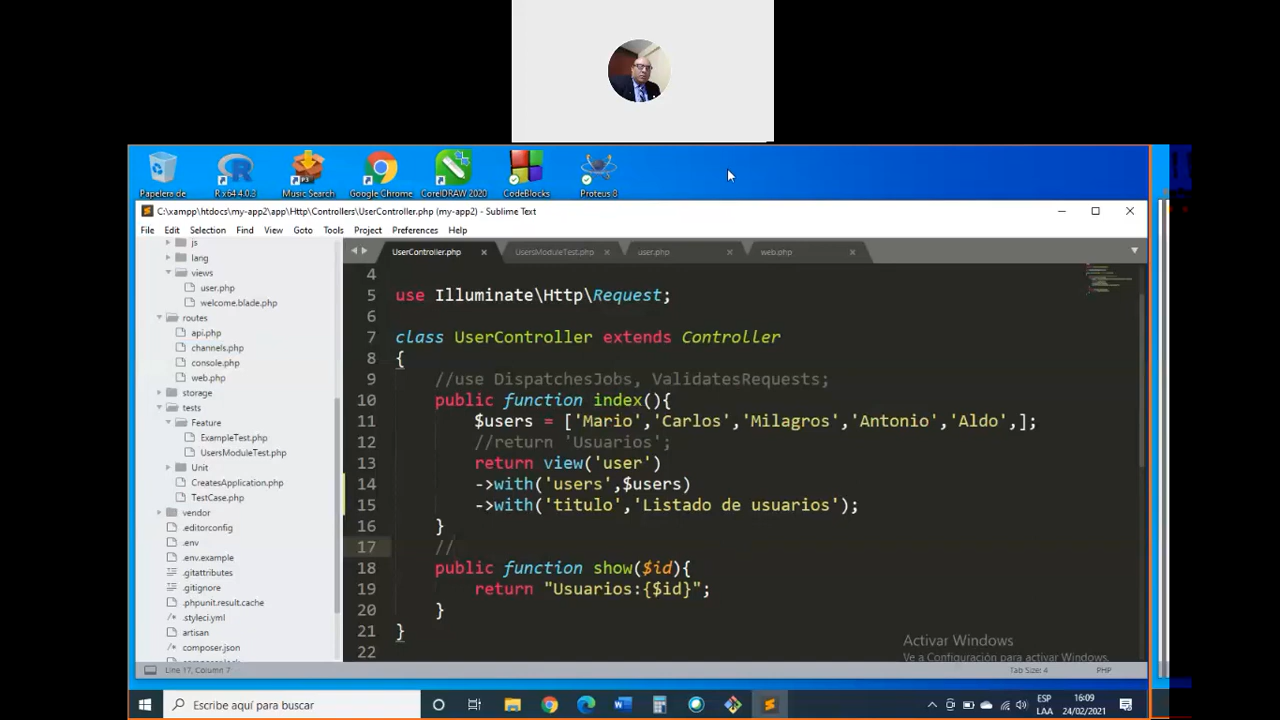 Papelera de
R x64 4.0.3
Music Search
Google Chrome
CorelDRAW 2020
CodeBlocks
Proteus 8
C:\xampp\htdocs\my-app2\app\Http\Controllers\UserController.php (my-app2) - Sublime Text
File Edit Selection Find View Goto Tools Project Preferences Help
js
lang
views
user.php
welcome.blade.php
routes
api.php
channels.php
console.php
web.php
storage
tests
Feature
ExampleTest.php
UsersModuleTest.php
Unit
CreatesApplication.php
TestCase.php
vendor
.editorconfig
.env
.env.example
.gitattributes
.gitignore
.phpunit.result.cache
.styleci.yml
artisan
composer.json
UserController.php UsersModuleTest.php user.php web.php
4
5 use Illuminate\Http\Request;
6
7 class UserController extends Controller
8 {
9 //use DispatchesJobs, ValidatesRequests;
10 public function index(){
11 $users = ['Mario','Carlos','Milagros','Antonio','Aldo',];
12 //return 'Usuarios';
13 return view('user')
14 ->with('users',$users)
15 ->with('titulo','Listado de usuarios');
16 }
17 //
18 public function show($id){
19 return "Usuarios:{$id}";
20 }
21 }
22
Activar Windows
Ve a Configuración para activar Windows.
Line 17, Column 7
Tab Size: 4
PHP
Escribe aquí para buscar
ESP
LAA
16:09
24/02/2021